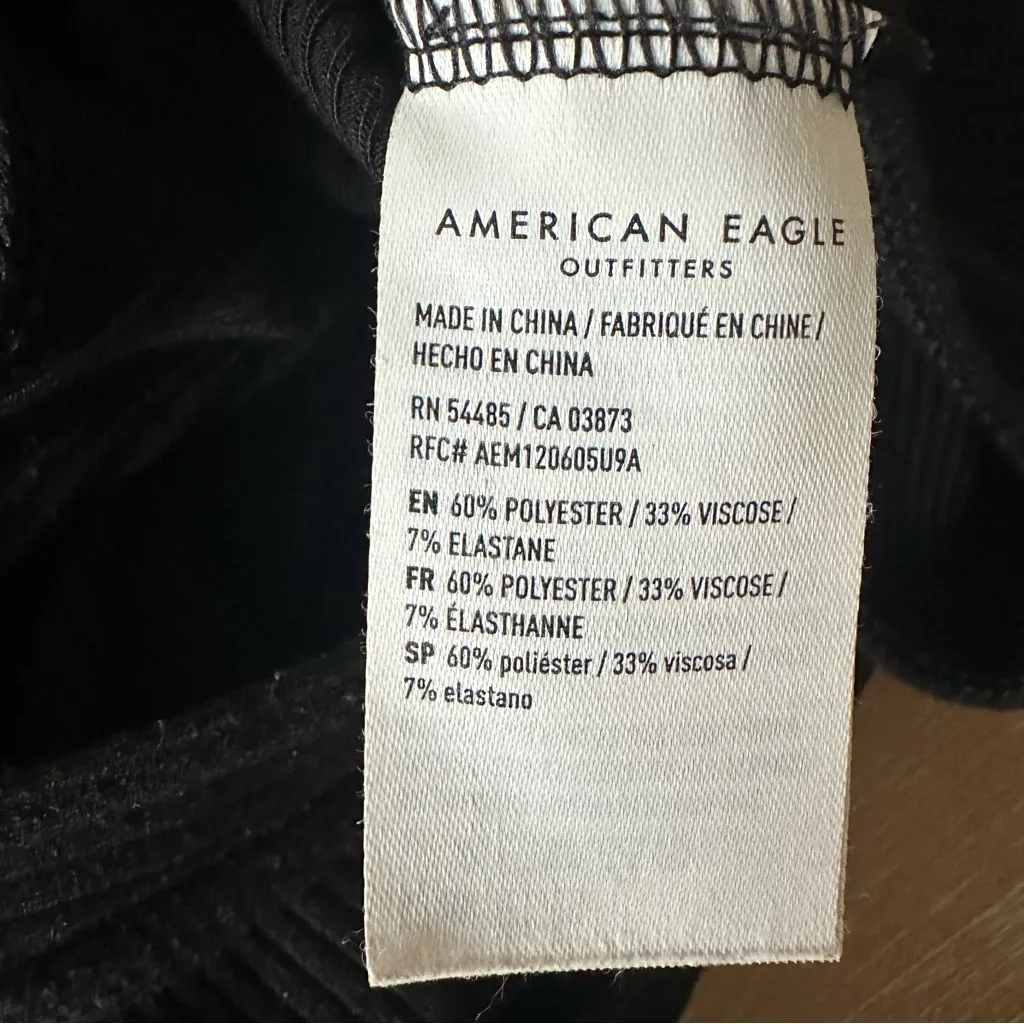 AMERICAN EAGLE
OUTFITTERS
MADE IN CHINA / FABRIQUÉ EN CHINE /
HECHO EN CHINA
RN 54485 / CA 03873
RFC# AEM120605U9A
EN 60% POLYESTER / 33% VISCOSE /
7% ELASTANE
FR 60% POLYESTER / 33% VISCOSE /
7% ÉLASTHANNE
SP 60% poliéster / 33% viscosa /
7% elastano